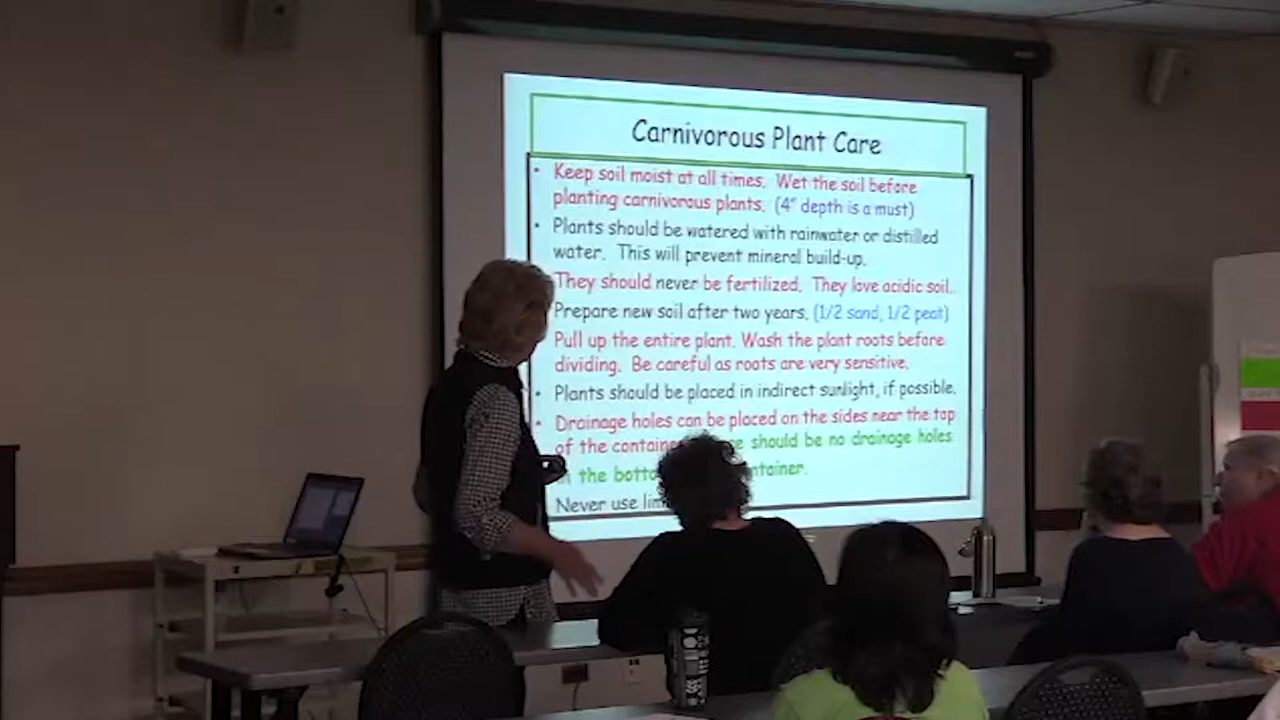 Carnivorous Plant Care
• Keep soil moist at all times. Wet the soil before
planting carnivorous plants. (4" depth is a must)
• Plants should be watered with rainwater or distilled
water. This will prevent mineral build-up.
They should never be fertilized. They love acidic soil.
Prepare new soil after two years. (1/2 sand, 1/2 peat)
Pull up the entire plant. Wash the plant roots before
dividing. Be careful as roots are very sensitive.
• Plants should be placed in indirect sunlight, if possible.
• Drainage holes can be placed on the sides near the top
of the should be no drainage holes
the
Never use